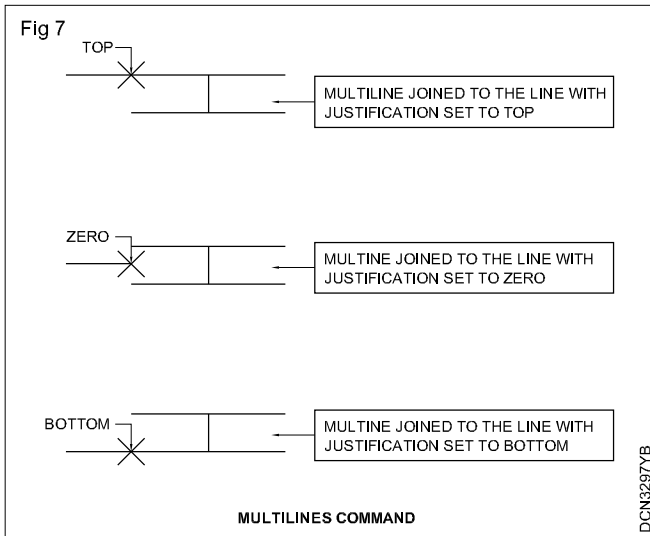 Fig 7
TOP
MULTILINE JOINED TO THE LINE WITH
JUSTIFICATION SET TO TOP
ZERO
MULTINE JOINED TO THE LINE WITH
JUSTIFICATION SET TO ZERO
BOTTOM
MULTINE JOINED TO THE LINE WITH
JUSTIFICATION SET TO BOTTOM
MULTILINES COMMAND
DCN3297YB